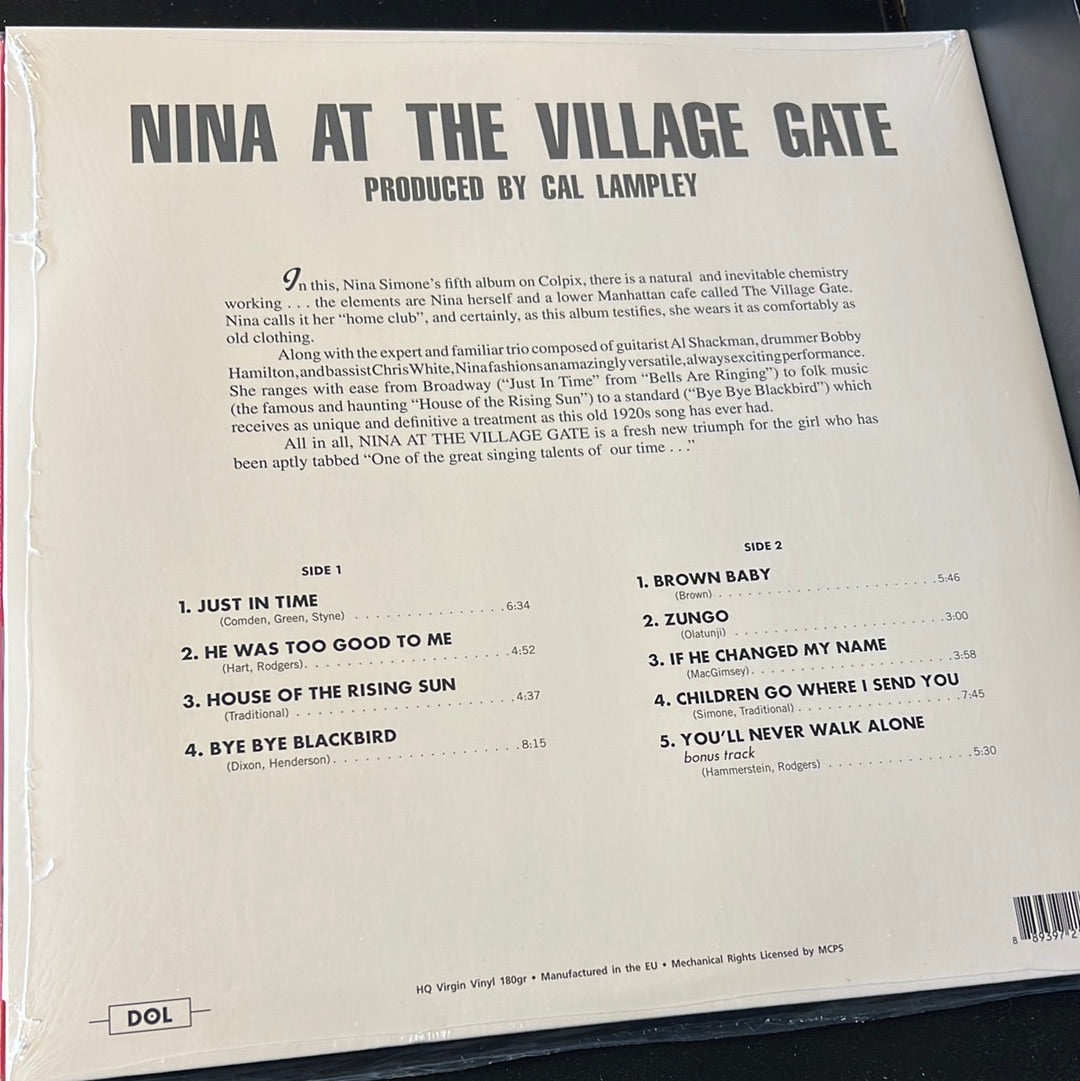 NINA AT THE VILLAGE GATE
PRODUCED BY CAL LAMPLEY
In this, Nina Simone's fifth album on Colpix, there is a natural and inevitable chemistry
working . . . the elements are Nina herself and a lower Manhattan cafe called The Village Gate.
Nina calls it her "home club", and certainly, as this album testifies, she wears it as comfortably as
old clothing.
Along with the expert and familiar trio composed of guitarist Al Shackman, drummer Bobby
Hamilton, and bassist Chris White, Nina fashions an amazingly versatile, always exciting performance.
She ranges with ease from Broadway ("Just In Time" from "Bells Are Ringing") to folk music
(the famous and haunting "House of the Rising Sun") to a standard ("Bye Bye Blackbird") which
receives as unique and definitive a treatment as this old 1920s song has ever had.
All in all, NINA AT THE VILLAGE GATE is a fresh new triumph for the girl who has
been aptly tabbed "One of the great singing talents of our time . . ."
SIDE 1
1. JUST IN TIME
(Comden, Green, Styne) . . . . . . . . . . . . . 6:34
2. HE WAS TOO GOOD TO ME
(Hart, Rodgers). . . . . . . . . . . . . . . . . . 4:52
3. HOUSE OF THE RISING SUN
(Traditional) . . . . . . . . . . . . . . . . . . . 4:37
4. BYE BYE BLACKBIRD
(Dixon, Henderson). . . . . . . . . . . . . . . . 8:15
SIDE 2
1. BROWN BABY
(Brown) . . . . . . . . . . . . . . . . . . . 5:46
2. ZUNGO
(Olatunji) . . . . . . . . . . . . . . . . . . 3:00
3. IF HE CHANGED MY NAME
(MacGimsey). . . . . . . . . . . . . . . . . 3:58
4. CHILDREN GO WHERE I SEND YOU
(Simone, Traditional) . . . . . . . . . . . . . . 7:45
5. YOU'LL NEVER WALK ALONE
bonus track
(Hammerstein, Rodgers) . . . . . . . . . . . . 5:30
HQ Virgin Vinyl 180gr • Manufactured in the EU • Mechanical Rights Licensed by MCPS
DOL